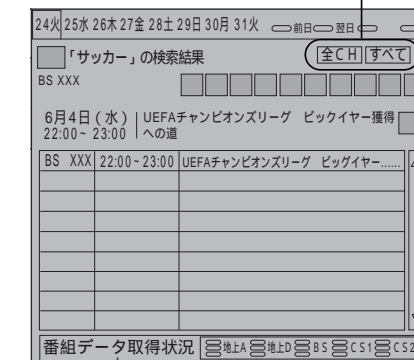 24火 25水 26木 27金 28土 29日 30月 31火 前日 翌日
「サッカー」の検索結果 全CH すべて
BS XXX
6月4日（水） UEFAチャンピオンズリーグ ビックイヤー獲得
22:00~ 23:00 への道
BS XXX 22:00~23:00 UEFAチャンピオンズリーグ ビッグイヤー......
番組データ取得状況 地上A 地上D BS CS1 CS2